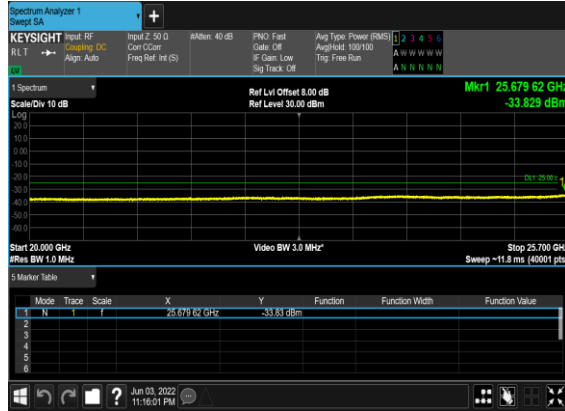 Spectrum Analyzer 1
Swept SA
+
KEYSIGHT Input: RF Input Z: 50 Ω #Atten: 40 dB PNO: Fast Avg Type: Power (RMS) 1 2 3 4 5 6
RLT Coupling: DC Corr CCorr Gate: Off Avg|Hold: 100/100 A W W W W W
Align: Auto Freq Ref: Int (S) IF Gain: Low Trig: Free Run
Sig Track: Off A N N N N N
1 Spectrum Ref Lvl Offset 8.00 dB Mkr1 25.679 62 GHz
Scale/Div 10 dB Ref Level 30.00 dBm -33.829 dBm
Log
20.0
10.0
0.00
-10.0
-20.0
DL1 -25.00
1
-30.0
-40.0
-50.0
-60.0
Start 20.000 GHz Video BW 3.0 MHz* Stop 25.700 GHz
#Res BW 1.0 MHz Sweep ~11.8 ms (40001 pts
5 Marker Table
Mode Trace Scale X Y Function Function Width Function Value
1 N 1 f 25.679 62 GHz -33.83 dBm
2
3
4
5
6
? Jun 03, 2022
11:16:01 PM